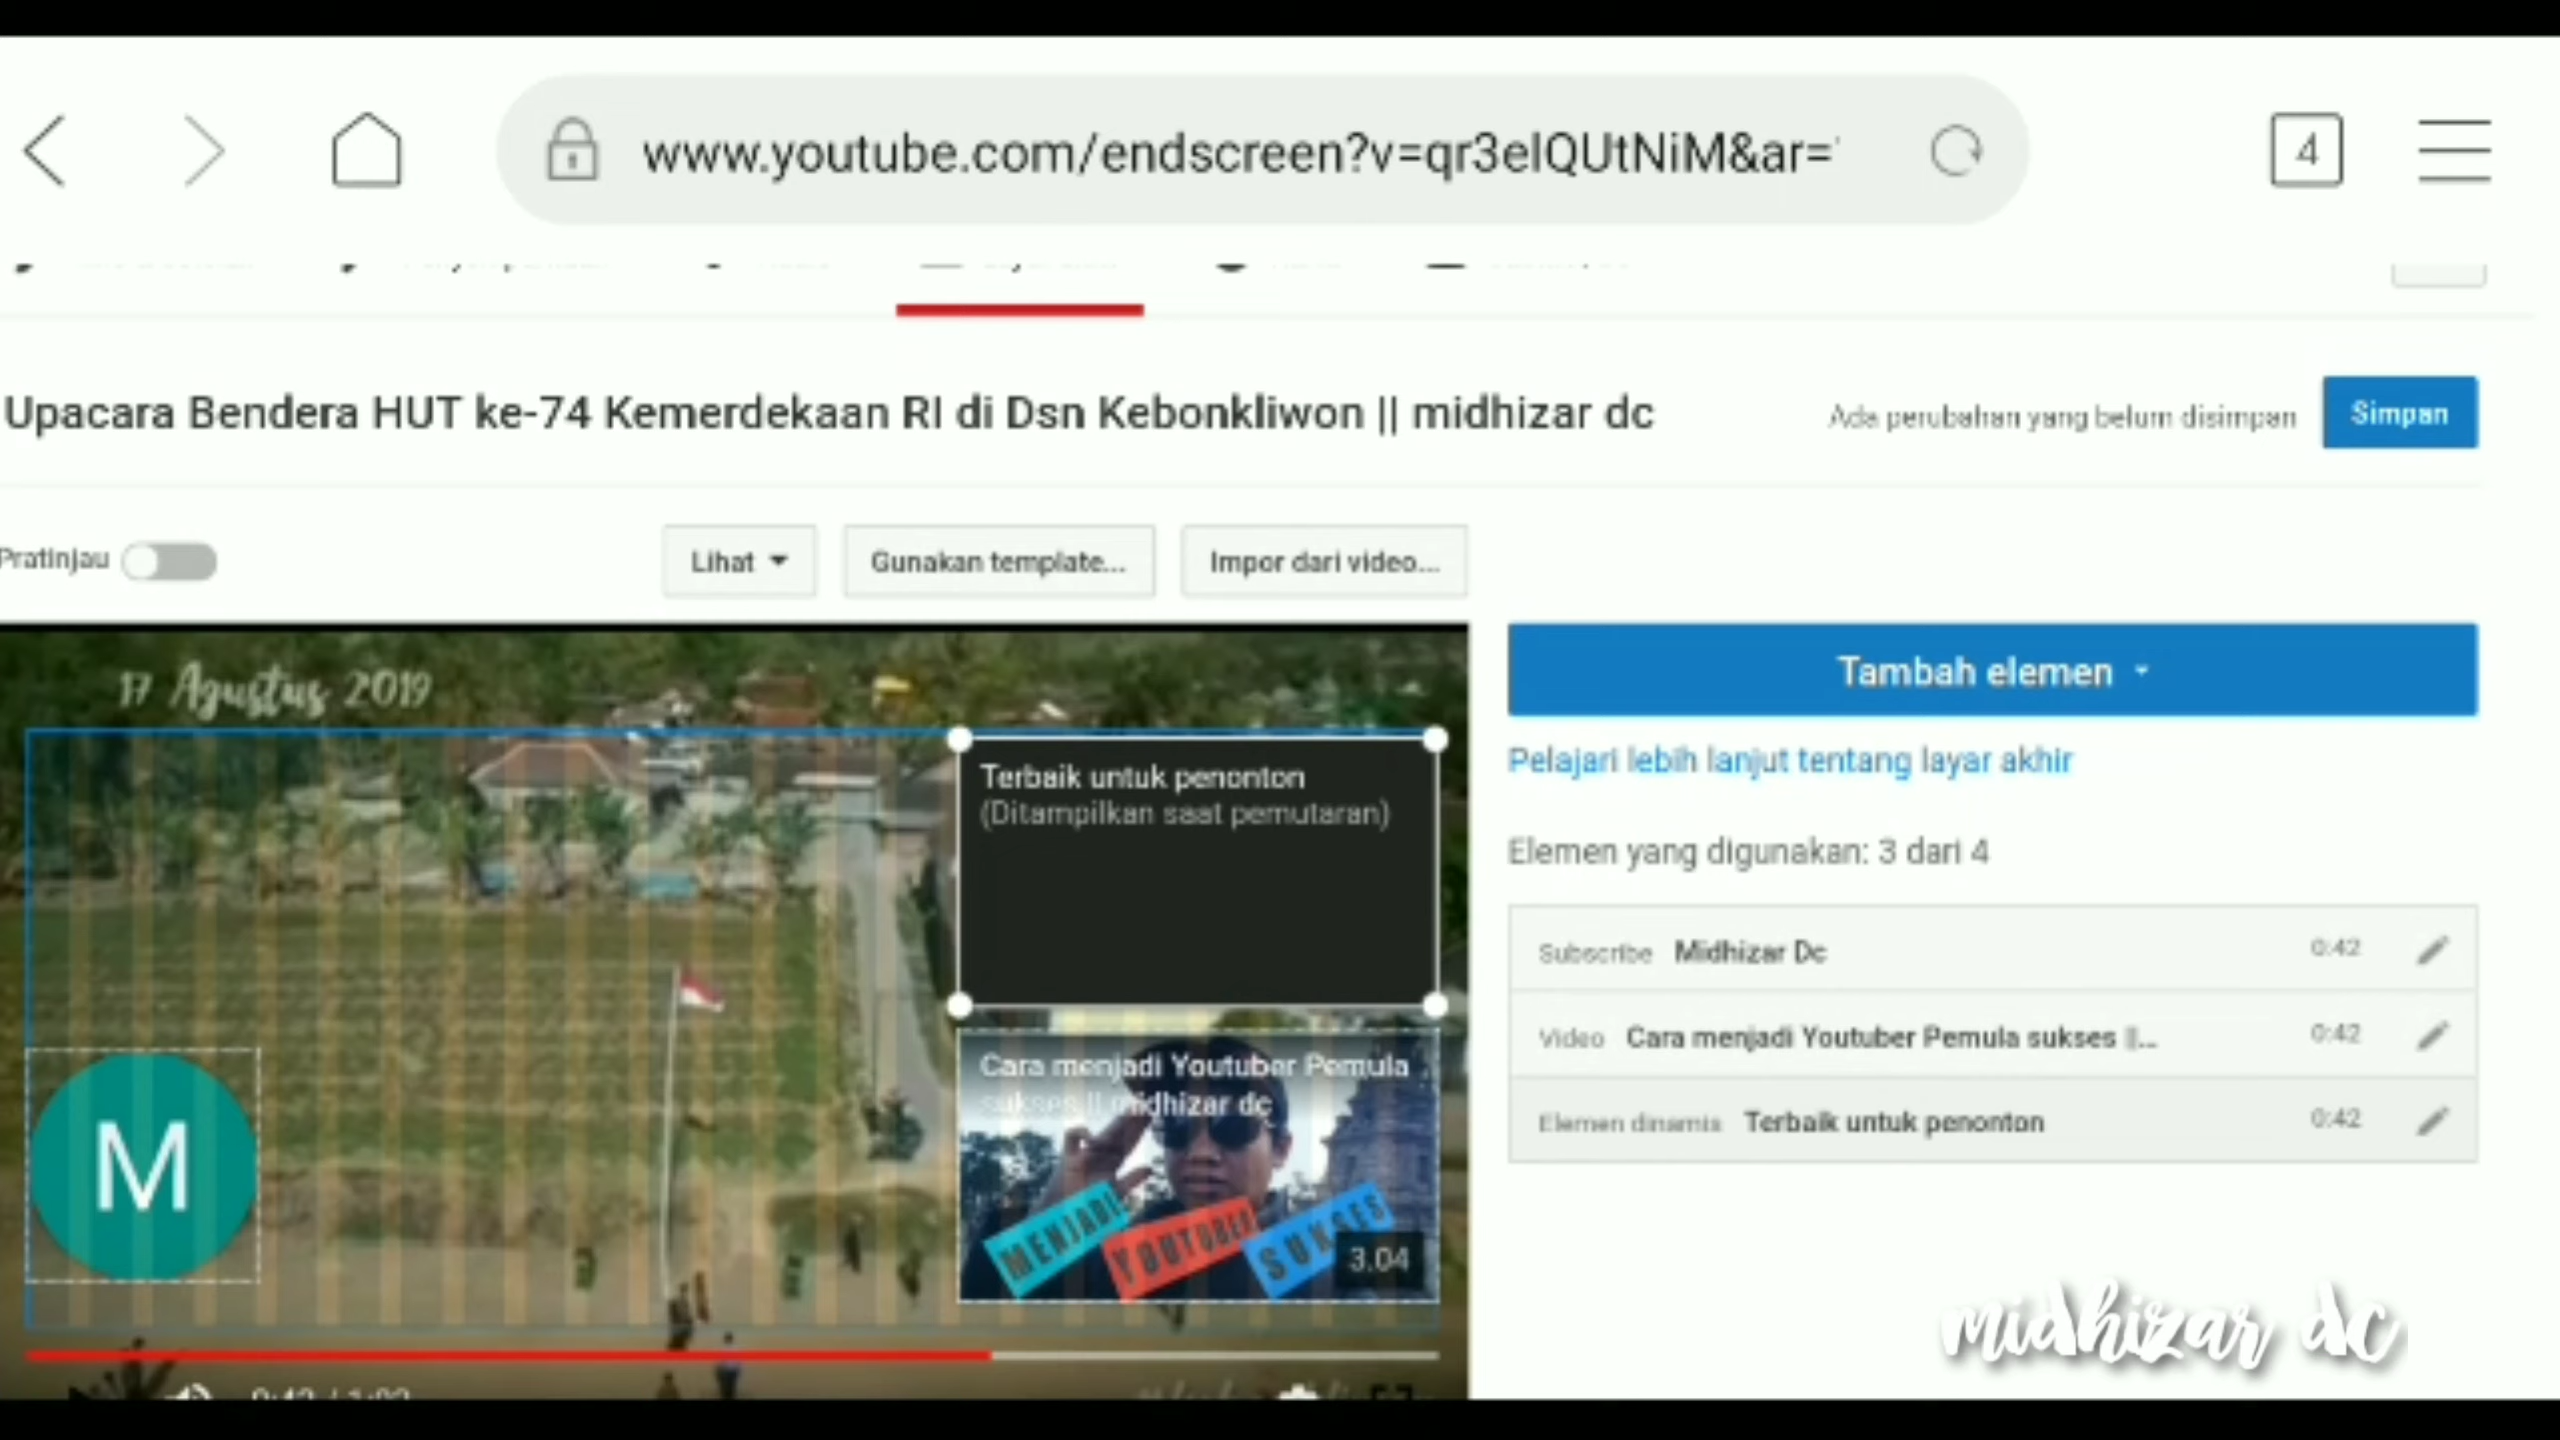 www.youtube.com/endscreen?v=qr3elQUtNiM&ar=
4
Upacara Bendera HUT ke-74 Kemerdekaan RI di Dsn Kebonkliwon || midhizar dc
Ada perubahan yang belum disimpan
Simpan
Pratinjau
Lihat
Gunakan template...
Impor dari video...
17 Agustus 2019
Terbaik untuk penonton
(Ditampilkan saat pemutaran)
M
Cara menjadi Youtuber Pemula
sukses || midhizar dc
MENJADI
YOUTUBER
SUKSES
3.04
Tambah elemen
Pelajari lebih lanjut tentang layar akhir
Elemen yang digunakan: 3 dari 4
Subscribe Midhizar Dc 0:42
Video Cara menjadi Youtuber Pemula sukses ||... 0:42
Elemen dinamis Terbaik untuk penonton 0:42
midhizar dc